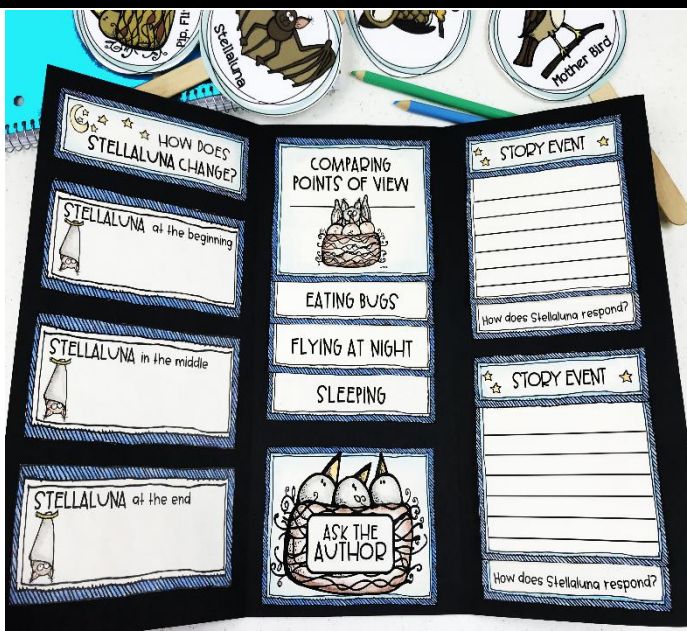 Pip, Fli
Stellaluna
Mother Bird
HOW DOES
STELLALUNA CHANGE?
STELLALUNA at the beginning
STELLALUNA in the middle
STELLALUNA at the end
COMPARING
POINTS OF VIEW
EATING BUGS
FLYING AT NIGHT
SLEEPING
ASK THE
AUTHOR
STORY EVENT
How does Stellaluna respond?
STORY EVENT
How does Stellaluna respond?